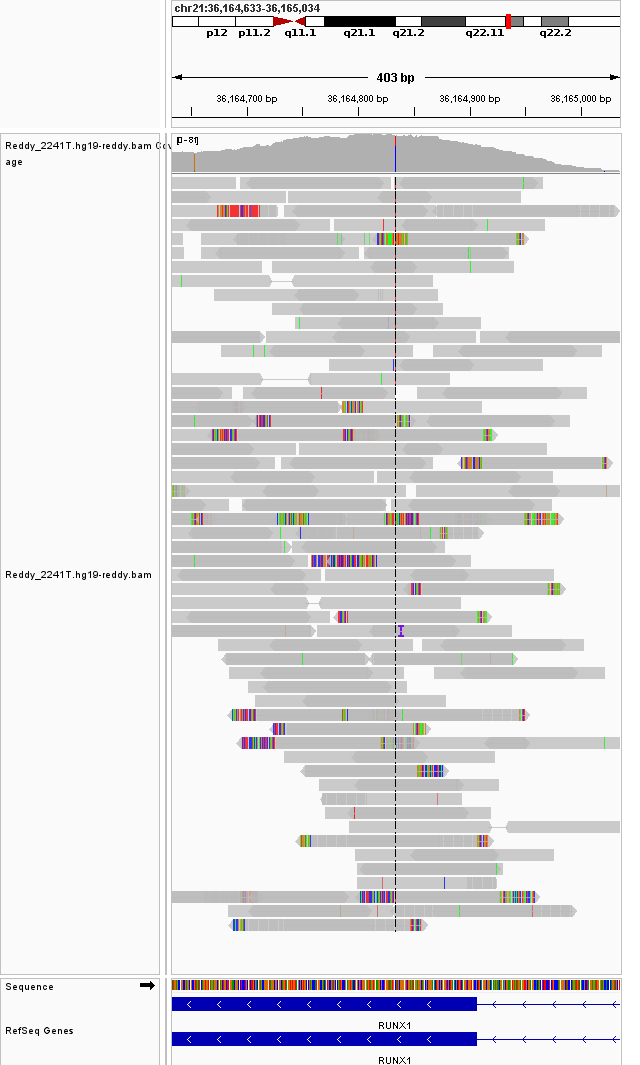 chr21:36,164,633-36,165,034
p12 p11.2 q11.1 q21.1 q21.2 q22.11 q22.2
403 bp
36,164,700 bp 36,164,800 bp 36,164,900 bp 36,165,000 bp
Reddy_2241T.hg19-reddy.bam Cov
age
[0-81]
Reddy_2241T.hg19-reddy.bam
Sequence
RefSeq Genes
RUNX1
RUNX1